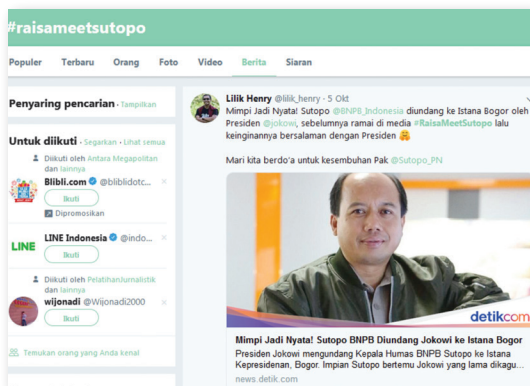 #raisameetsutopo
Populer Terbaru Orang Foto Video Berita Siaran
Penyaring pencarian · Tampilkan
Untuk diikuti · Segarkan · Lihat semua
Diikuti oleh Antara Megapolitan
dan lainnya
Blibli.com @bliblidotc...
Ikuti
Dipromosikan
LINE
LINE Indonesia @indo...
Ikuti
Diikuti oleh PelatihanJurnalistik
dan lainnya
wijonadi @Wijonadi2000
Ikuti
Temukan orang yang Anda kenal
Lilik Henry @lilik_henry · 5 Okt
Mimpi Jadi Nyata! Sutopo @BNPB_Indonesia diundang ke Istana Bogor oleh
Presiden @jokowi, sebelumnya ramai di media #RaisaMeetSutopo lalu
keinginannya bersalaman dengan Presiden 🤗
Mari kita berdo'a untuk kesembuhan Pak @Sutopo_PN
detikcom
Mimpi Jadi Nyata! Sutopo BNPB Diundang Jokowi ke Istana Bogor
Presiden Jokowi mengundang Kepala Humas BNPB Sutopo ke Istana
Kepresidenan, Bogor. Impian Sutopo bertemu Jokowi yang lama dikagu...
news.detik.com